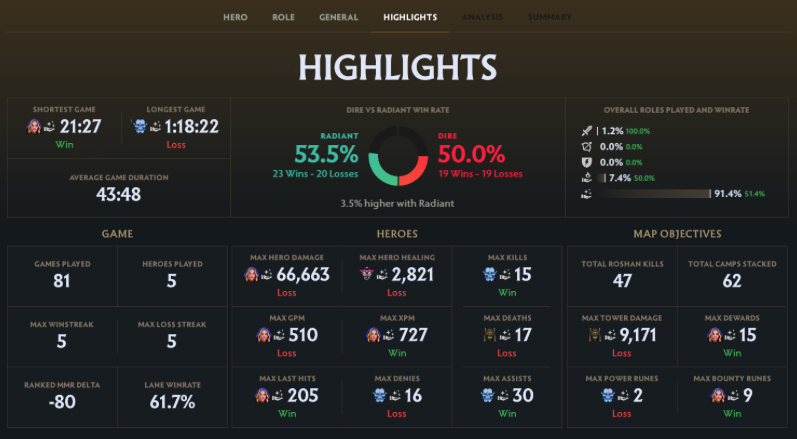 HERO ROLE GENERAL HIGHLIGHTS ANALYSIS SUMMARY
HIGHLIGHTS
SHORTEST GAME
21:27
Win
LONGEST GAME
1:18:22
Loss
AVERAGE GAME DURATION
43:48
DIRE VS RADIANT WIN RATE
RADIANT
53.5%
23 Wins - 20 Losses
DIRE
50.0%
19 Wins - 19 Losses
3.5% higher with Radiant
OVERALL ROLES PLAYED AND WINRATE
1.2% 100.0%
0.0% 0.0%
0.0% 0.0%
7.4% 50.0%
91.4% 51.4%
GAME
GAMES PLAYED
81
HEROES PLAYED
5
MAX WINSTREAK
5
MAX LOSS STREAK
5
RANKED MMR DELTA
-80
LANE WINRATE
61.7%
HEROES
MAX HERO DAMAGE
66,663
Loss
MAX HERO HEALING
2,821
Loss
MAX KILLS
15
Win
MAX GPM
510
Loss
MAX XPM
727
Win
MAX DEATHS
17
Loss
MAX LAST HITS
205
Win
MAX DENIES
16
Loss
MAX ASSISTS
30
Win
MAP OBJECTIVES
TOTAL ROSHAN KILLS
47
TOTAL CAMPS STACKED
62
MAX TOWER DAMAGE
9,171
Loss
MAX DEWARDS
15
Win
MAX POWER RUNES
2
Loss
MAX BOUNTY RUNES
9
Win